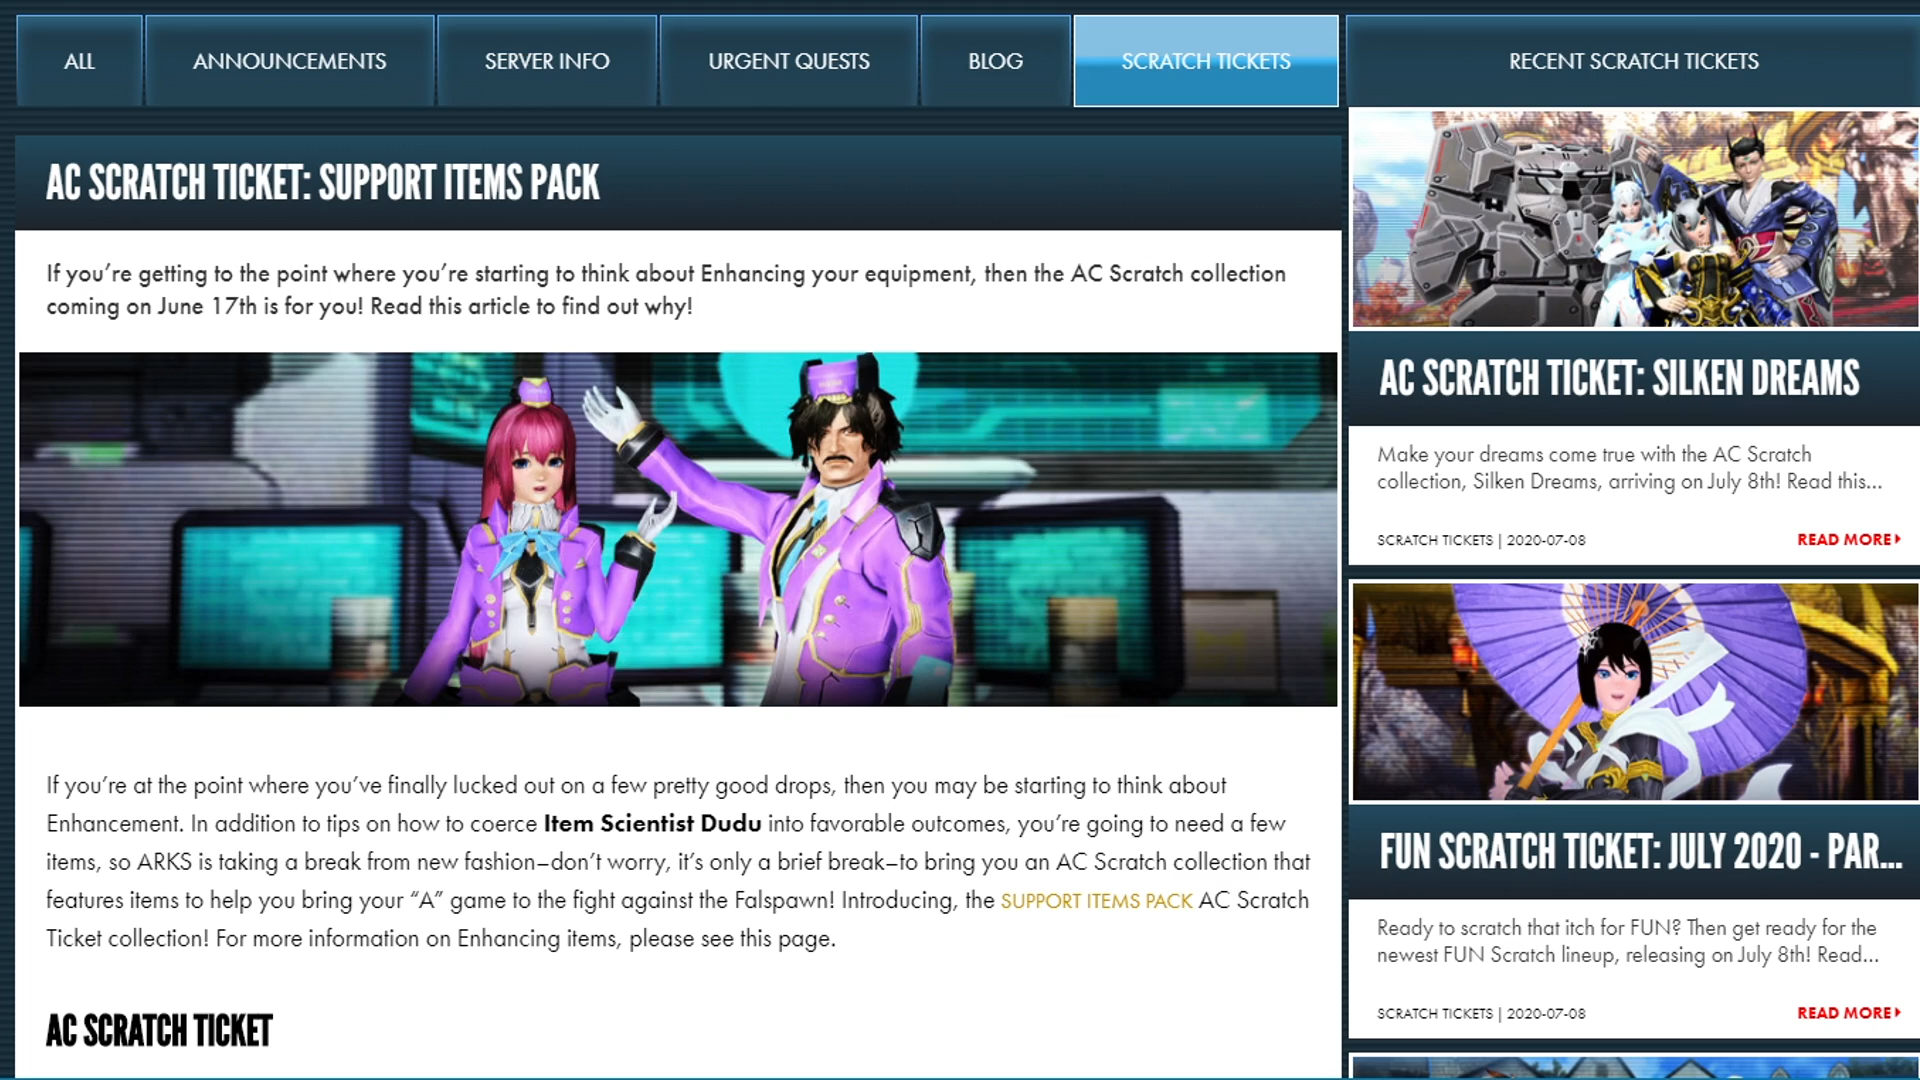 ALL
ANNOUNCEMENTS
SERVER INFO
URGENT QUESTS
BLOG
SCRATCH TICKETS
RECENT SCRATCH TICKETS
AC SCRATCH TICKET: SUPPORT ITEMS PACK
If you’re getting to the point where you’re starting to think about Enhancing your equipment, then the AC Scratch collection
coming on June 17th is for you! Read this article to find out why!
If you’re at the point where you’ve finally lucked out on a few pretty good drops, then you may be starting to think about
Enhancement. In addition to tips on how to coerce Item Scientist Dudu into favorable outcomes, you’re going to need a few
items, so ARKS is taking a break from new fashion–don’t worry, it’s only a brief break–to bring you an AC Scratch collection that
features items to help you bring your “A” game to the fight against the Falspawn! Introducing, the SUPPORT ITEMS PACK AC Scratch
Ticket collection! For more information on Enhancing items, please see this page.
AC SCRATCH TICKET
AC SCRATCH TICKET: SILKEN DREAMS
Make your dreams come true with the AC Scratch
collection, Silken Dreams, arriving on July 8th! Read this...
SCRATCH TICKETS | 2020-07-08
READ MORE
FUN SCRATCH TICKET: JULY 2020 - PAR...
Ready to scratch that itch for FUN? Then get ready for the
newest FUN Scratch lineup, releasing on July 8th! Read...
SCRATCH TICKETS | 2020-07-08
READ MORE